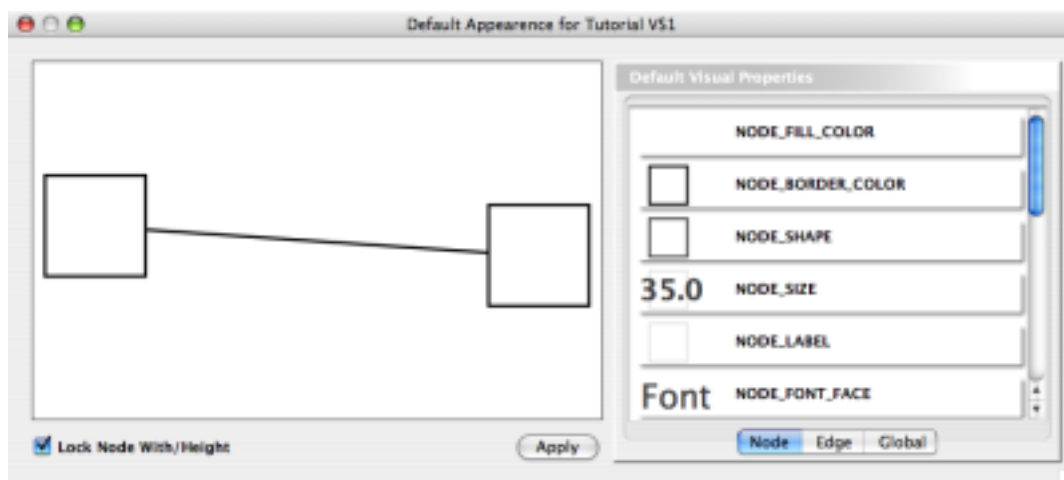 Default Appearence for Tutorial VS1
Default Visual Properties
NODE_FILL_COLOR
NODE_BORDER_COLOR
NODE_SHAPE
35.0 NODE_SIZE
NODE_LABEL
Font NODE_FONT_FACE
Lock Node With/Height
Apply
Node Edge Global